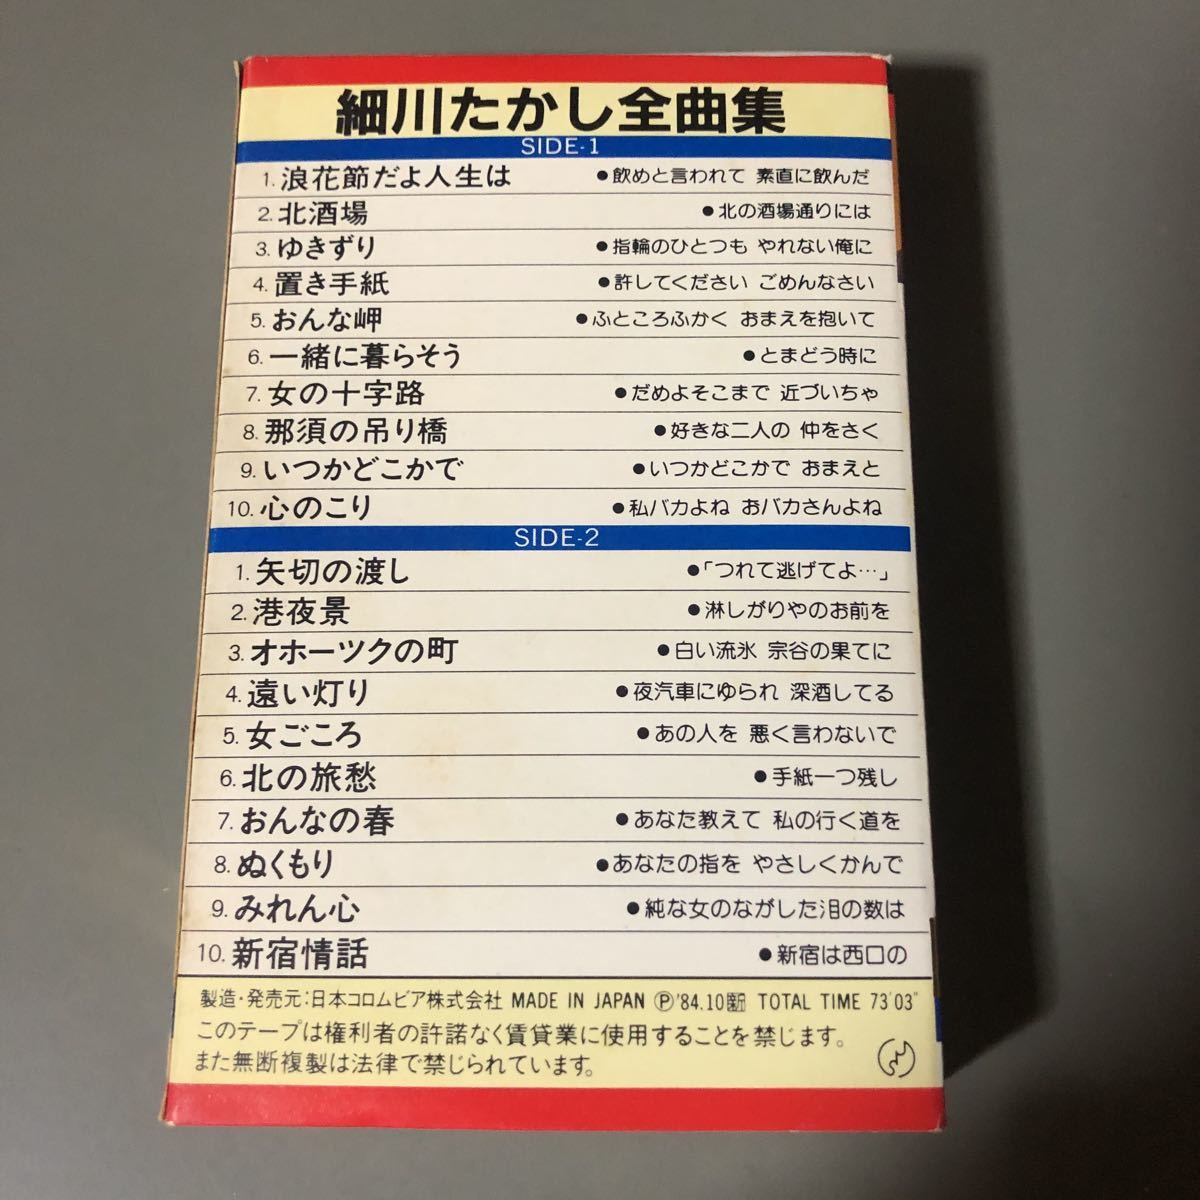 細川たかし全曲集
SIDE-1
1. 浪花節だよ人生は ●飲めと言われて 素直に飲んだ
2. 北酒場 ●北の酒場通りには
3. ゆきずり ●指輪のひとつも やれない俺に
4. 置き手紙 ●許してください ごめんなさい
5. おんな岬 ●ふところふかく おまえを抱いて
6. 一緒に暮らそう ●とまどう時に
7. 女の十字路 ●だめよそこまで 近づいちゃ
8. 那須の吊り橋 ●好きな二人の 仲をさく
9. いつかどこかで ●いつかどこかで おまえと
10. 心のこり ●私バカよね おバカさんよね
SIDE-2
1. 矢切の渡し ●「つれて逃げてよ…」
2. 港夜景 ●淋しがりやのお前を
3. オホーツクの町 ●白い流氷 宗谷の果てに
4. 遠い灯り ●夜汽車にゆられ 深酒してる
5. 女ごころ ●あの人を 悪く言わないで
6. 北の旅愁 ●手紙一つ残し
7. おんなの春 ●あなた教えて 私の行く道を
8. ぬくもり ●あなたの指を やさしくかんで
9. みれん心 ●純な女のながした泪の数は
10. 新宿情話 ●新宿は西口の
製造・発売元:日本コロムビア株式会社 MADE IN JAPAN Ⓟ'84.10 TOTAL TIME 73'03"
このテープは権利者の許諾なく賃貸業に使用することを禁じます。
また無断複製は法律で禁じられています。